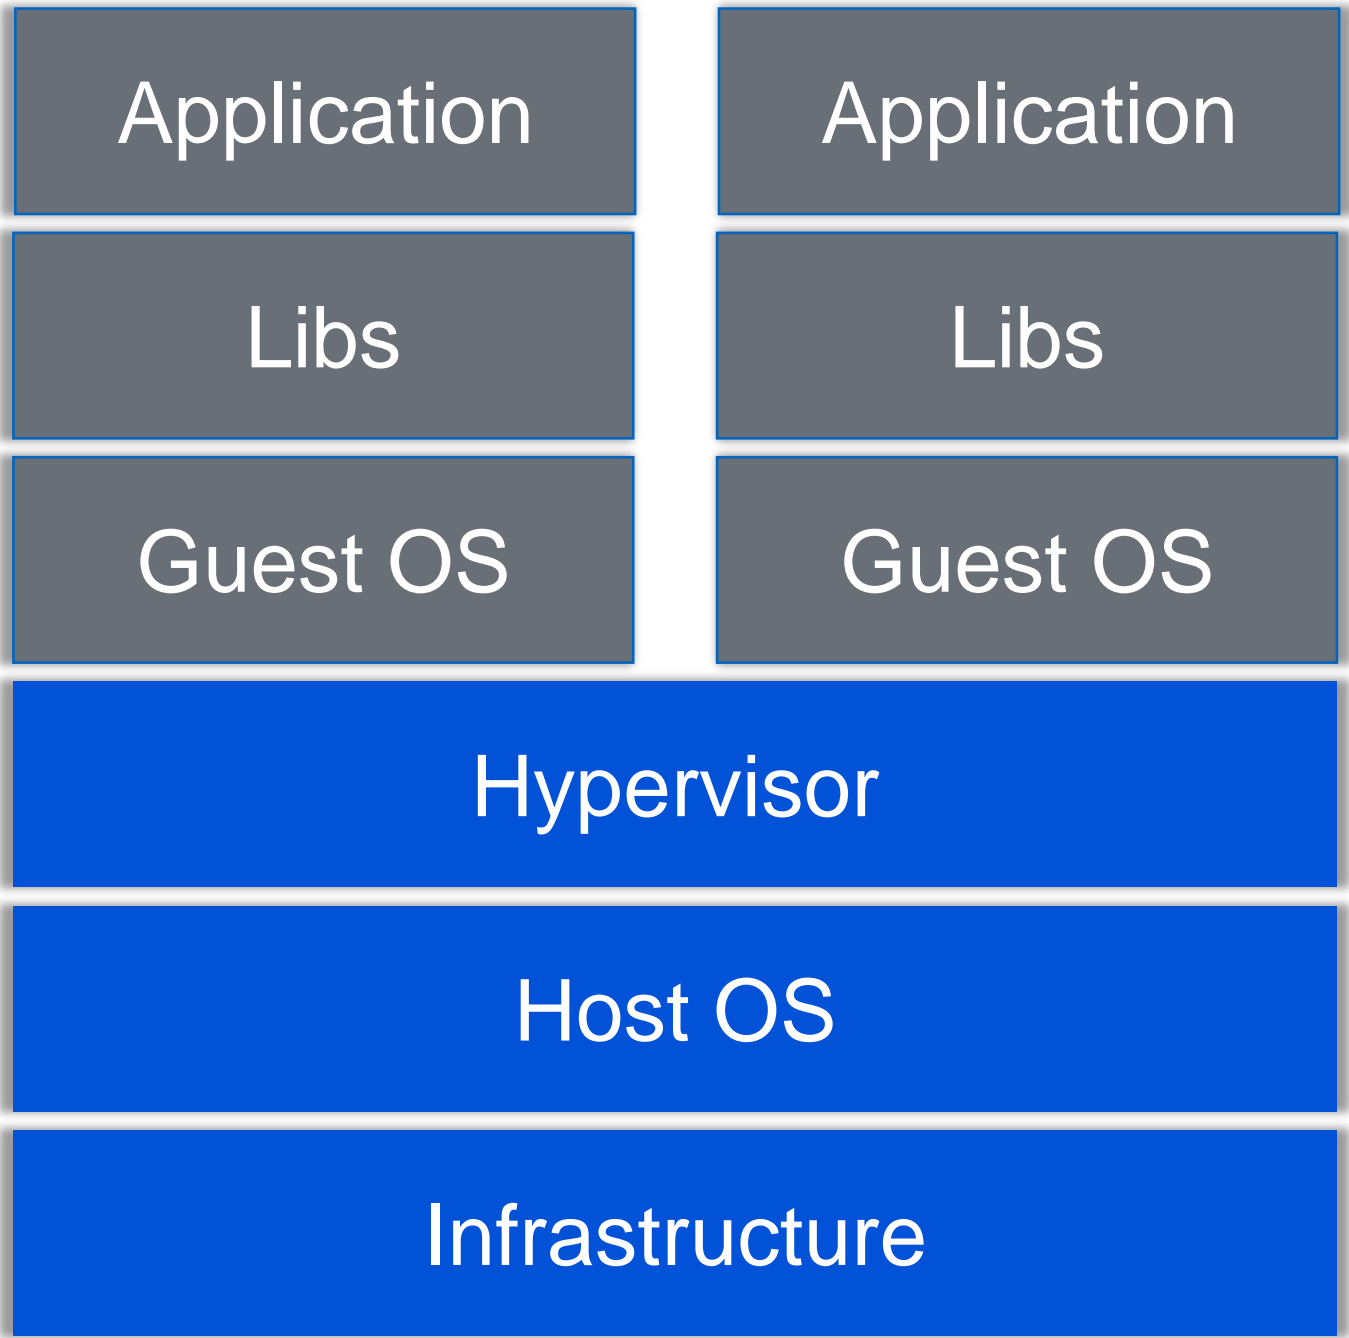 Application
Application
Libs
Libs
Guest OS
Guest OS
Hypervisor
Host OS
Infrastructure